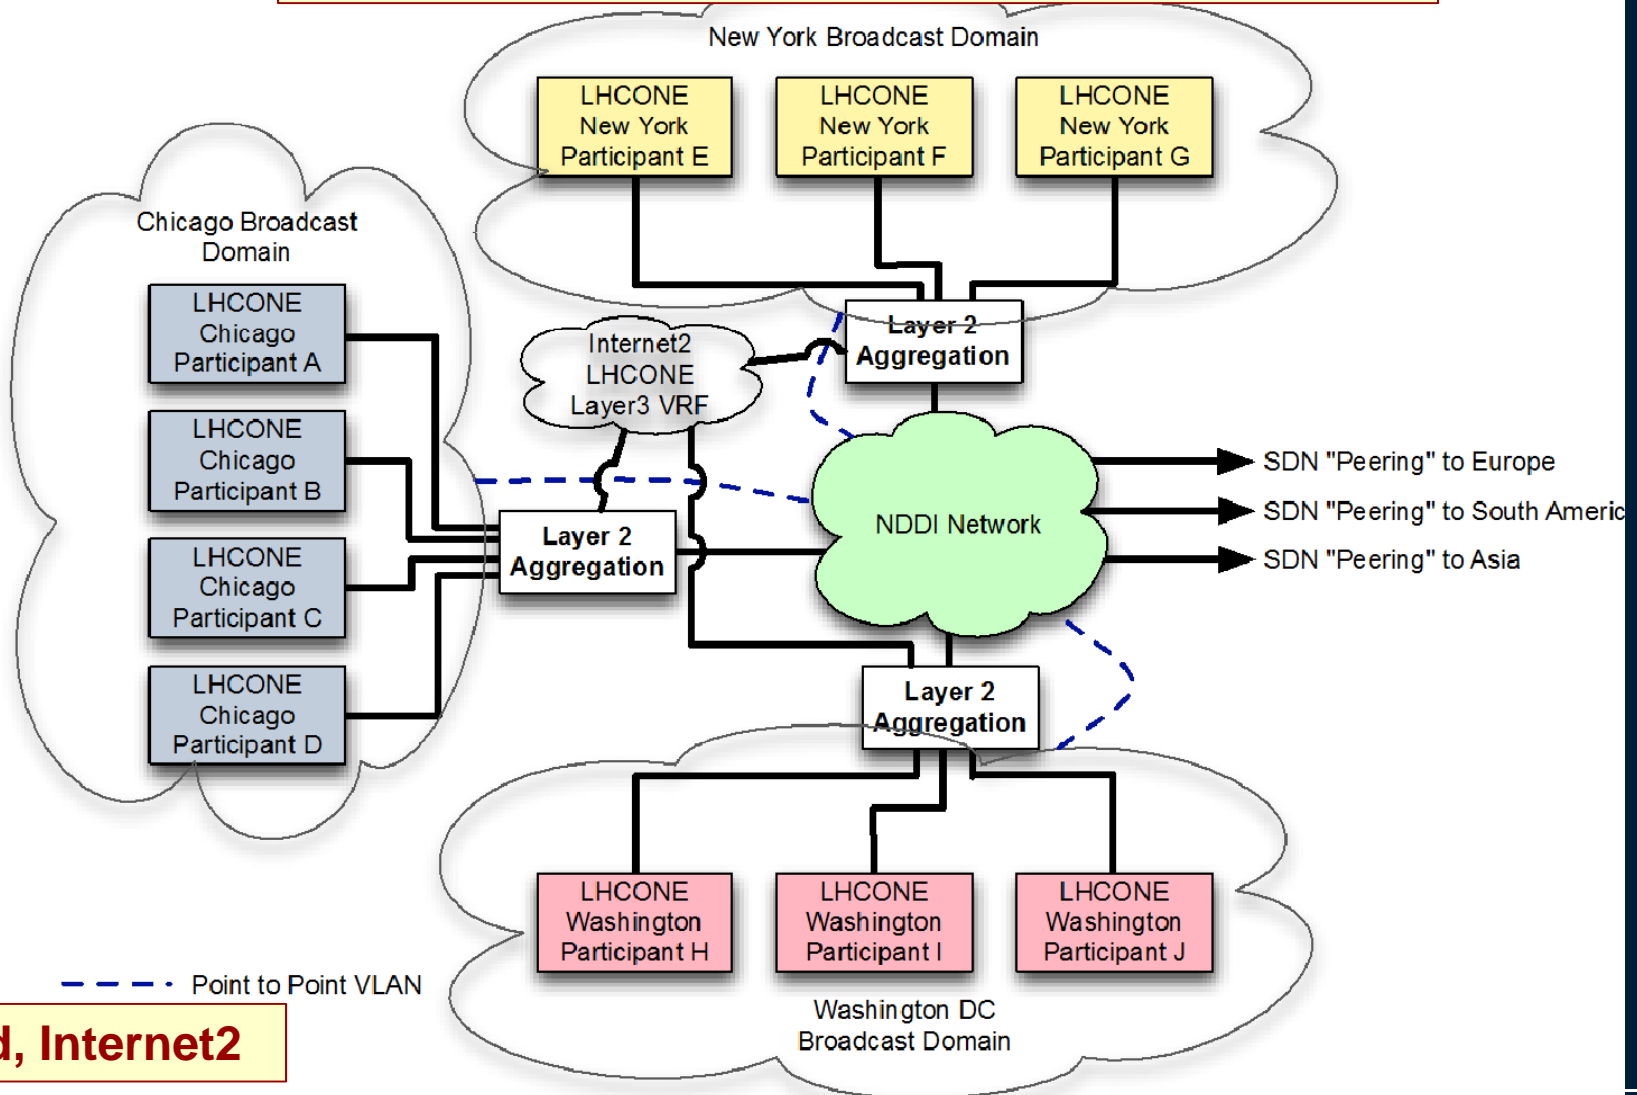 New York Broadcast Domain
LHCONE
New York
Participant E
LHCONE
New York
Participant F
LHCONE
New York
Participant G
Chicago Broadcast
Domain
LHCONE
Chicago
Participant A
LHCONE
Chicago
Participant B
LHCONE
Chicago
Participant C
LHCONE
Chicago
Participant D
Internet2
LHCONE
Layer3 VRF
Layer 2
Aggregation
Layer 2
Aggregation
NDDI Network
SDN "Peering" to Europe
SDN "Peering" to South Americ
SDN "Peering" to Asia
Layer 2
Aggregation
LHCONE
Washington
Participant H
LHCONE
Washington
Participant I
LHCONE
Washington
Participant J
Point to Point VLAN
Washington DC
Broadcast Domain
d, Internet2